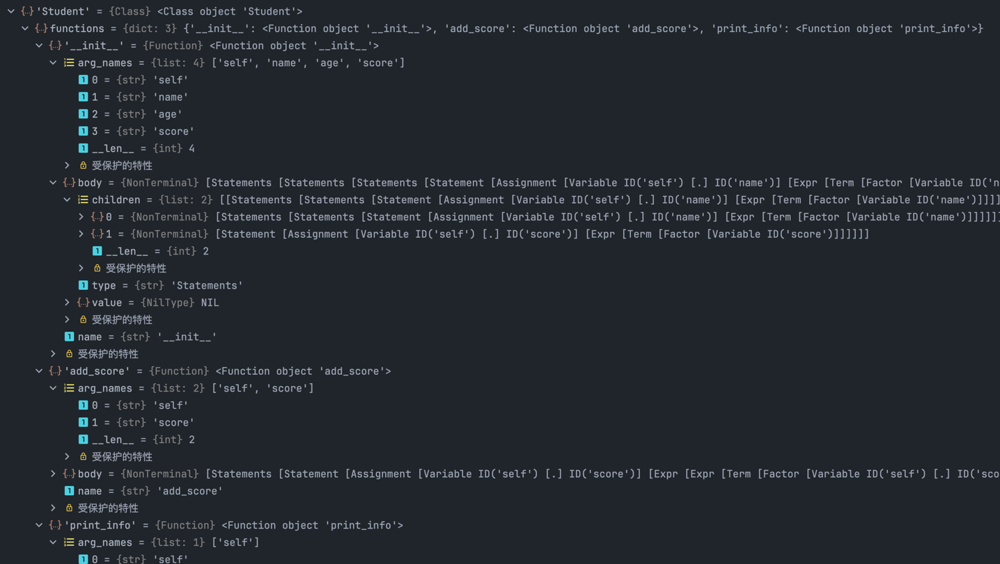 {..} 'Student' = {Class} <Class object 'Student'>
{..} functions = {dict: 3} {'__init__': <Function object '__init__'>, 'add_score': <Function object 'add_score'>, 'print_info': <Function object 'print_info'>}
{..} '__init__' = {Function} <Function object '__init__'>
arg_names = {list: 4} ['self', 'name', 'age', 'score']
0 = {str} 'self'
1 = {str} 'name'
2 = {str} 'age'
3 = {str} 'score'
__len__ = {int} 4
受保护的特性
{..} body = {NonTerminal} [Statements [Statements [Statements [Statement [Assignment [Variable ID('self') [.] ID('name')] [Expr [Term [Factor [Variable ID('n
children = {list: 2} [[Statements [Statements [Statement [Assignment [Variable ID('self') [.] ID('name')] [Expr [Term [Factor [Variable ID('name')]]]]
{..} 0 = {NonTerminal} [Statements [Statements [Statement [Assignment [Variable ID('self') [.] ID('name')] [Expr [Term [Factor [Variable ID('name')]]]]]]
{..} 1 = {NonTerminal} [Statement [Assignment [Variable ID('self') [.] ID('score')] [Expr [Term [Factor [Variable ID('score')]]]]]]
__len__ = {int} 2
受保护的特性
type = {str} 'Statements'
{..} value = {NilType} NIL
受保护的特性
name = {str} '__init__'
受保护的特性
{..} 'add_score' = {Function} <Function object 'add_score'>
arg_names = {list: 2} ['self', 'score']
0 = {str} 'self'
1 = {str} 'score'
__len__ = {int} 2
受保护的特性
{..} body = {NonTerminal} [Statements [Statement [Assignment [Variable ID('self') [.] ID('score')] [Expr [Expr [Term [Factor [Variable ID('self') [.] ID('sco
name = {str} 'add_score'
受保护的特性
{..} 'print_info' = {Function} <Function object 'print_info'>
arg_names = {list: 1} ['self']
0 = {str} 'self'